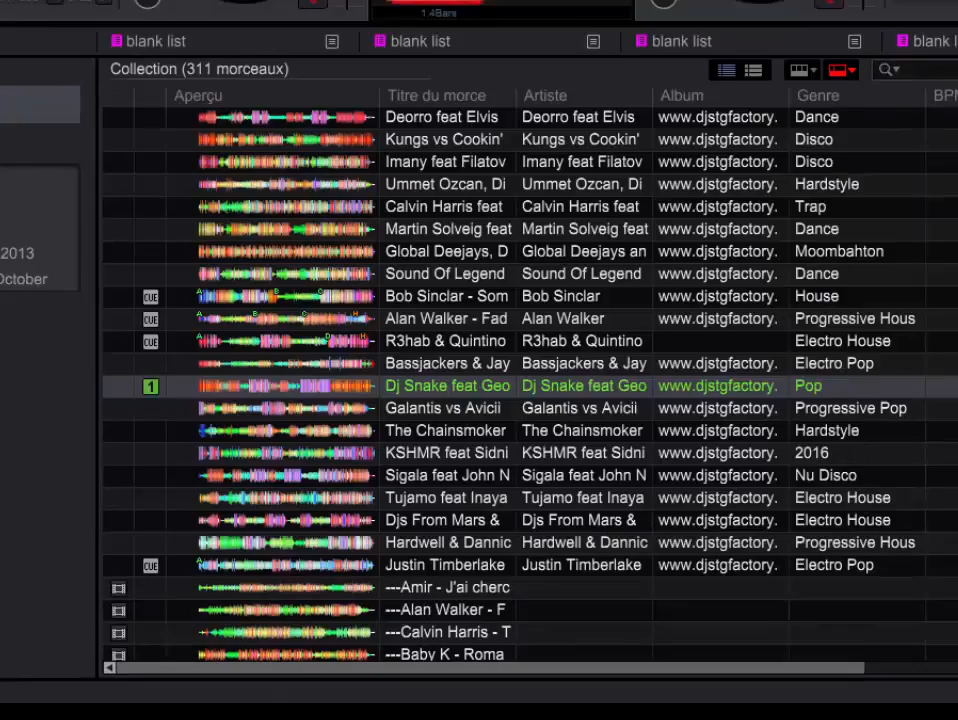 1.4Bars
blank list blank list blank list blank l
Collection (311 morceaux)
Aperçu Titre du morce Artiste Album Genre BPM
Deorro feat Elvis Deorro feat Elvis www.djstgfactory. Dance
Kungs vs Cookin' Kungs vs Cookin' www.djstgfactory. Disco
Imany feat Filatov Imany feat Filatov www.djstgfactory. Disco
Ummet Ozcan, Di Ummet Ozcan, Di www.djstgfactory. Hardstyle
Calvin Harris feat Calvin Harris feat www.djstgfactory. Trap
Martin Solveig feat Martin Solveig feat www.djstgfactory. Dance
2013 Global Deejays, D Global Deejays an www.djstgfactory. Moombahton
October Sound Of Legend Sound Of Legend www.djstgfactory. Dance
CUE A B C Bob Sinclar - Som Bob Sinclar www.djstgfactory. House
CUE A B C H Alan Walker - Fad Alan Walker www.djstgfactory. Progressive Hous
CUE A D H R3hab & Quintino R3hab & Quintino Electro House
Bassjackers & Jay Bassjackers & Jay www.djstgfactory. Electro Pop
1 Dj Snake feat Geo Dj Snake feat Geo www.djstgfactory. Pop
Galantis vs Avicii Galantis vs Avicii www.djstgfactory. Progressive Pop
The Chainsmoker The Chainsmoker www.djstgfactory. Hardstyle
KSHMR feat Sidni KSHMR feat Sidni www.djstgfactory. 2016
Sigala feat John N Sigala feat John N www.djstgfactory. Nu Disco
Tujamo feat Inaya Tujamo feat Inaya www.djstgfactory. Electro House
Djs From Mars & Djs From Mars & www.djstgfactory. Electro House
Hardwell & Dannic Hardwell & Dannic www.djstgfactory. Progressive Hous
CUE A Justin Timberlake Justin Timberlake www.djstgfactory. Electro Pop
---Amir - J'ai cherc
---Alan Walker - F
---Calvin Harris - T
---Baby K - Roma